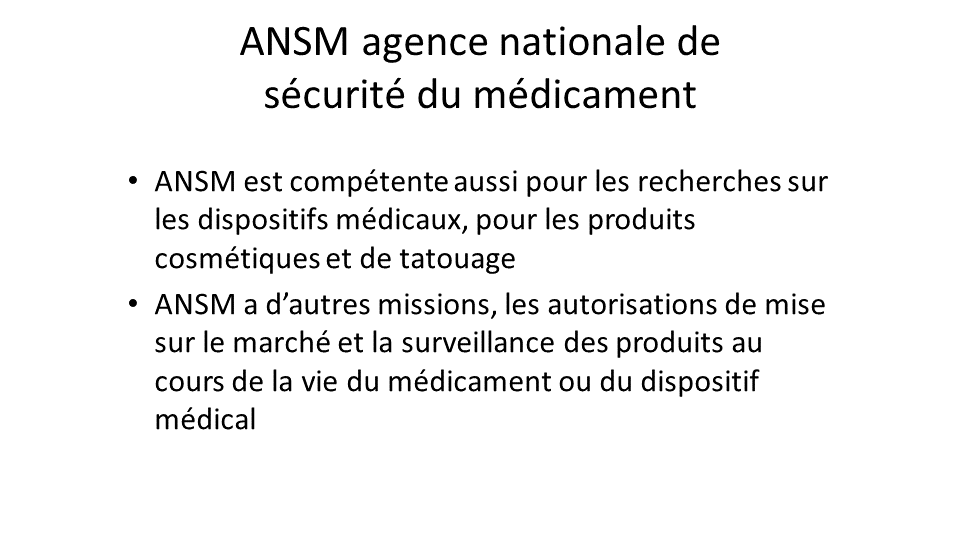 ANSM agence nationale de
sécurité du médicament
• ANSM est compétente aussi pour les recherches sur
les dispositifs médicaux, pour les produits
cosmétiques et de tatouage
• ANSM a d’autres missions, les autorisations de mise
sur le marché et la surveillance des produits au
cours de la vie du médicament ou du dispositif
médical